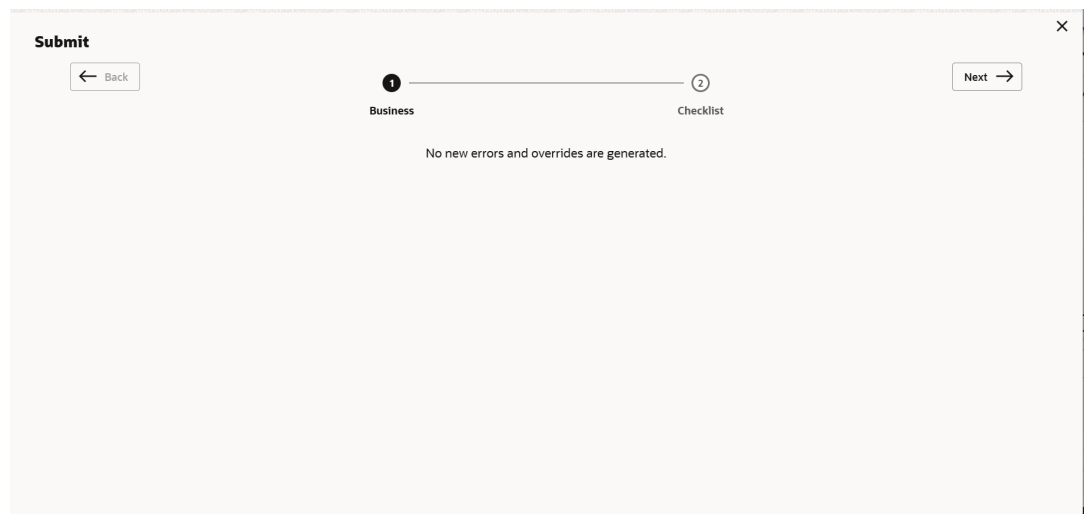 Submit
Back
1
2
Next
Business
Checklist
No new errors and overrides are generated.